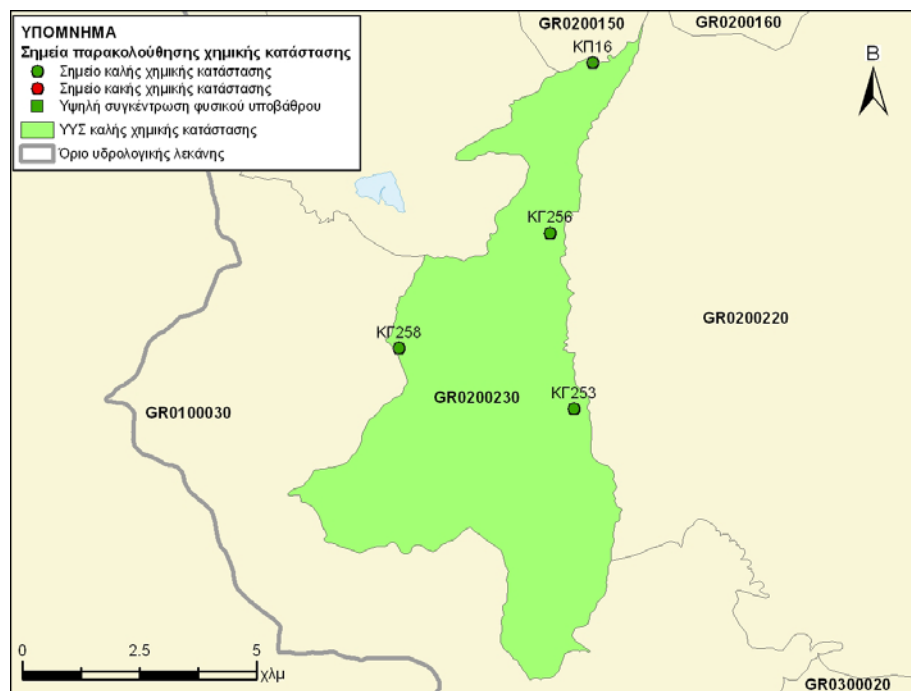 ΥΠΟΜΝΗΜΑ
Σημεία παρακολούθησης χημικής κατάστασης
Σημείο καλής χημικής κατάστασης
Σημείο κακής χημικής κατάστασης
Υψηλή συγκέντρωση φυσικού υποβάθρου
ΥΥΣ καλής χημικής κατάστασης
Όριο υδρολογικής λεκάνης
GR0200150
GR0200160
ΚΠ16
Β
ΚΓ256
GR0200220
ΚΓ258
GR0200230
ΚΓ253
GR0100030
0 2.5 5
χλμ
GR0300020